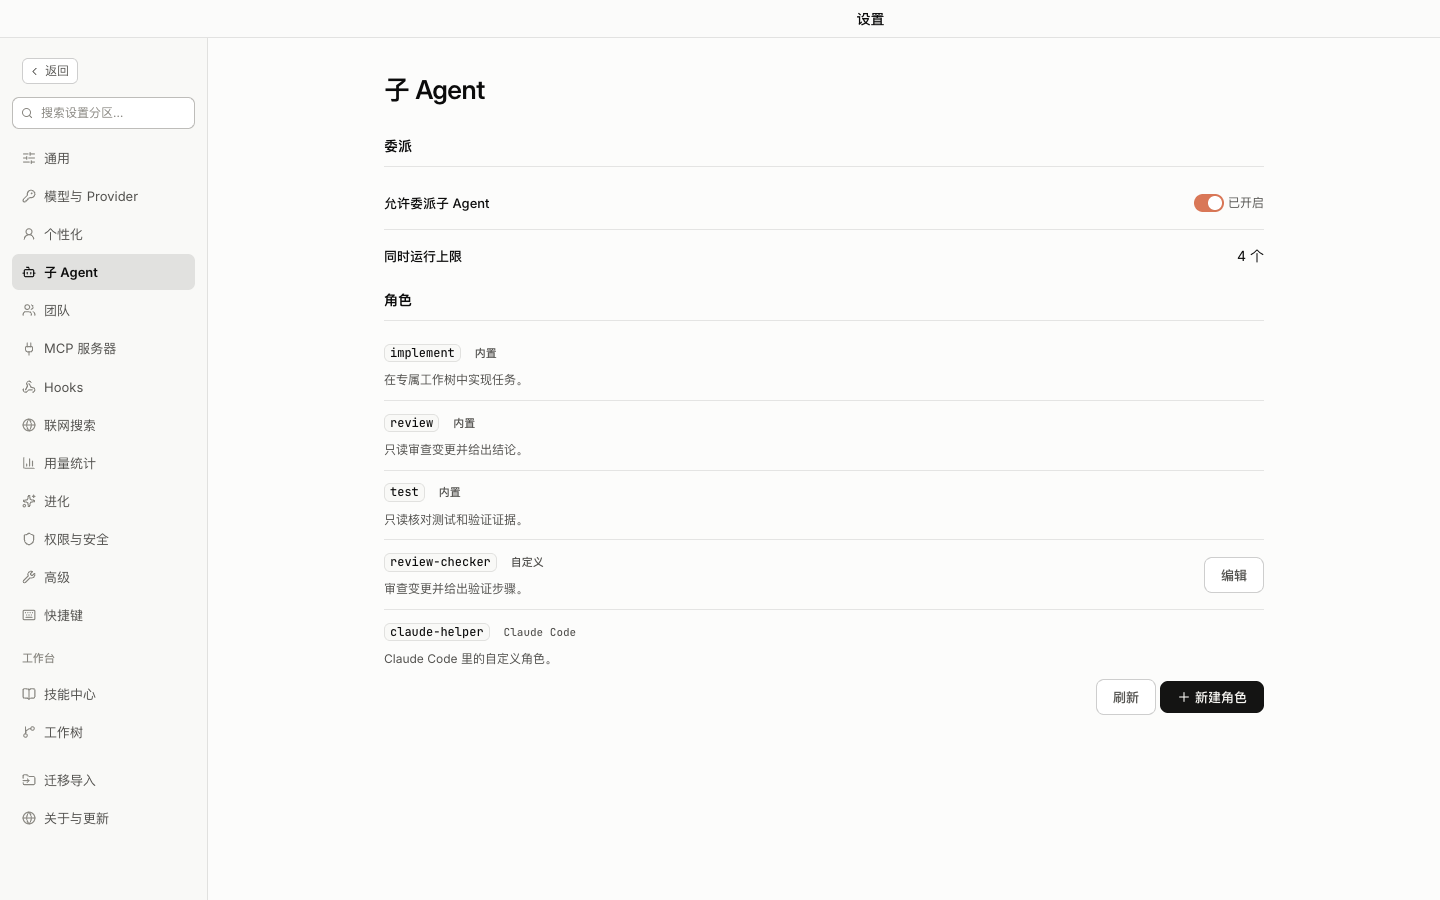 设置
返回
搜索设置分区...
通用
模型与 Provider
个性化
子 Agent
团队
MCP 服务器
Hooks
联网搜索
用量统计
进化
权限与安全
高级
快捷键
工作台
技能中心
工作树
迁移导入
关于与更新
子 Agent
委派
允许委派子 Agent 已开启
同时运行上限 4 个
角色
implement 内置
在专属工作树中实现任务。
review 内置
只读审查变更并给出结论。
test 内置
只读核对测试和验证证据。
review-checker 自定义
审查变更并给出验证步骤。
编辑
claude-helper Claude Code
Claude Code 里的自定义角色。
刷新 新建角色